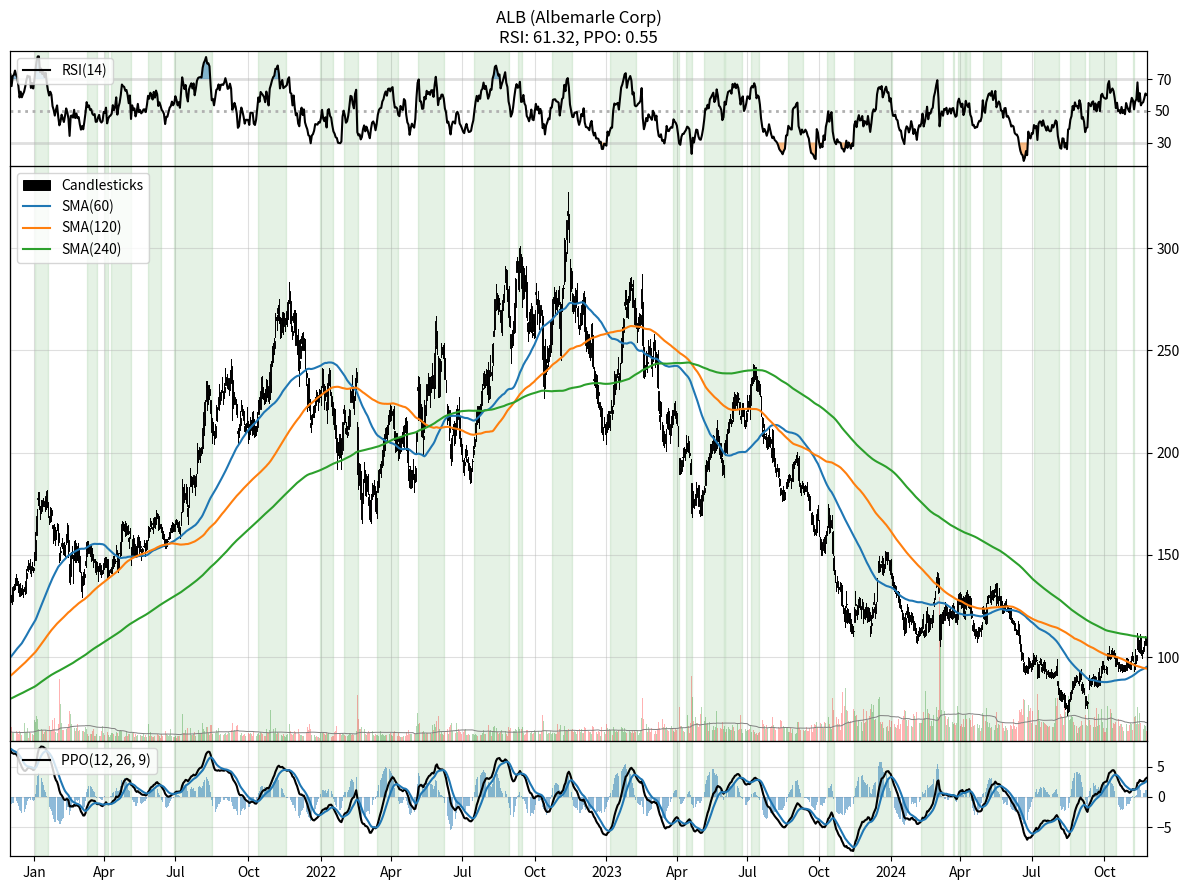 ALB (Albemarle Corp)
RSI: 61.32, PPO: 0.55
RSI(14)
70
50
30
Candlesticks
SMA(60)
SMA(120)
SMA(240)
300
250
200
150
100
PPO(12, 26, 9)
5
0
−5
Jan Apr Jul Oct 2022 Apr Jul Oct 2023 Apr Jul Oct 2024 Apr Jul Oct